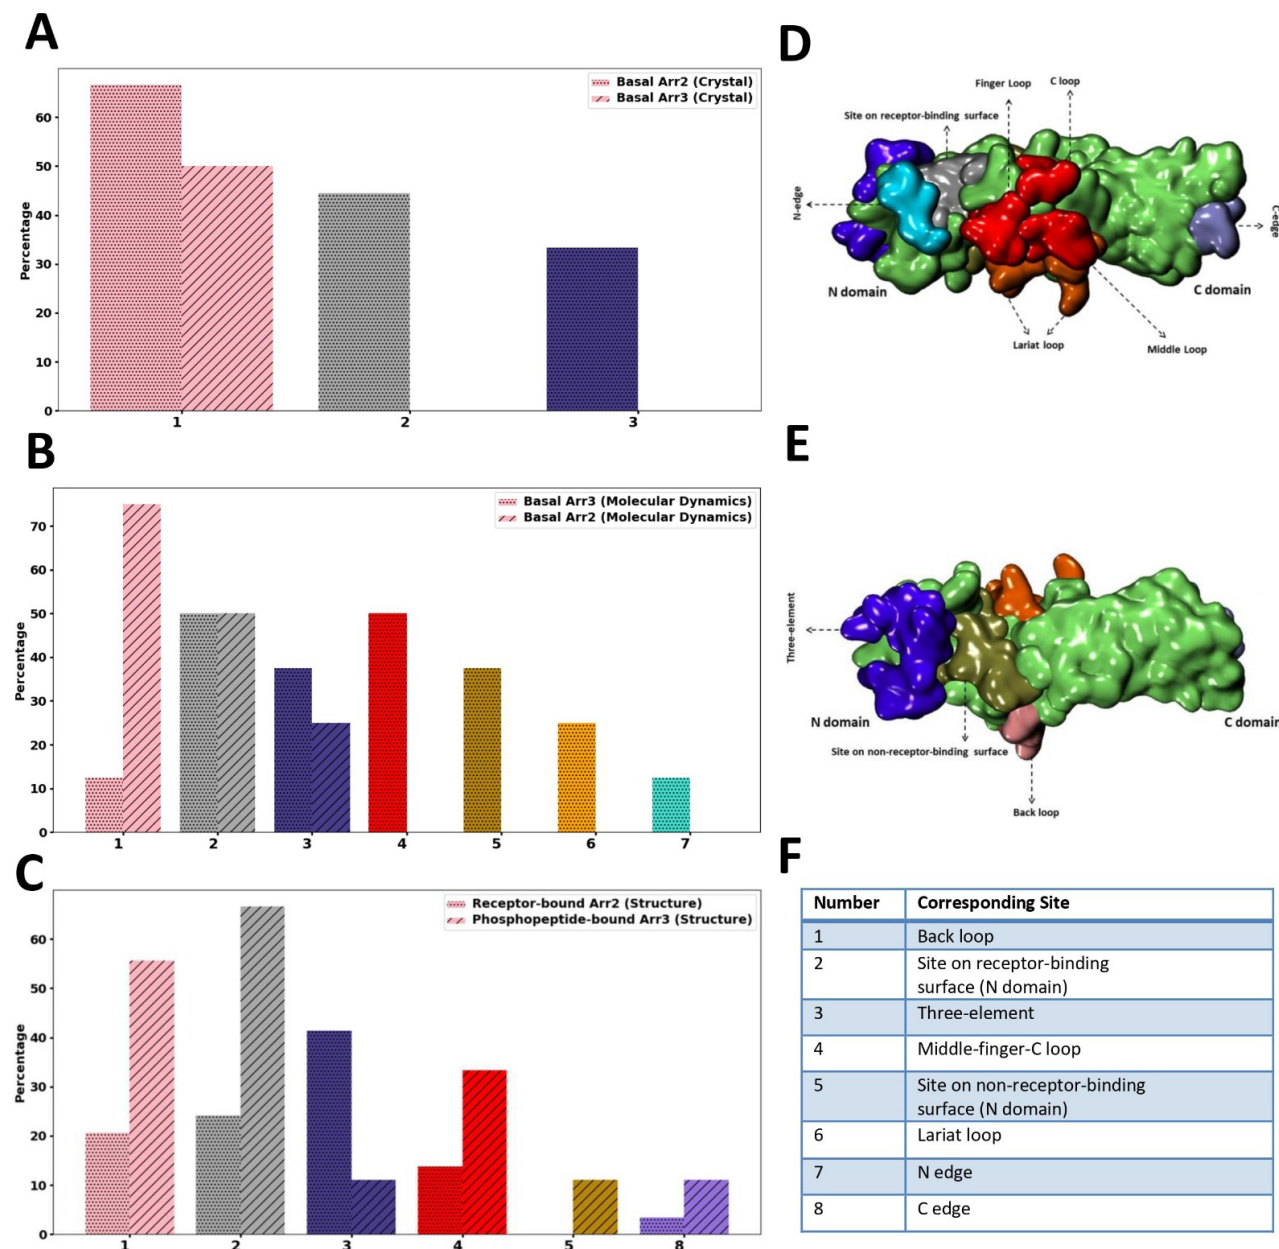 A
Basal Arr2 (Crystal)
Basal Arr3 (Crystal)
Percentage
60
50
40
30
20
10
0
1 2 3
B
Basal Arr3 (Molecular Dynamics)
Basal Arr2 (Molecular Dynamics)
Percentage
70
60
50
40
30
20
10
0
1 2 3 4 5 6 7
C
Receptor-bound Arr2 (Structure)
Phosphopeptide-bound Arr3 (Structure)
Percentage
60
50
40
30
20
10
0
1 2 3 4 5 8
D
Finger Loop
C loop
Site on receptor-binding surface
N-edge
C-edge
N domain
C domain
Lariat loop
Middle Loop
E
Three-element
N domain
C domain
Site on non-receptor-binding surface
Back loop
F
Number Corresponding Site
1 Back loop
2 Site on receptor-binding
surface (N domain)
3 Three-element
4 Middle-finger-C loop
5 Site on non-receptor-binding
surface (N domain)
6 Lariat loop
7 N edge
8 C edge